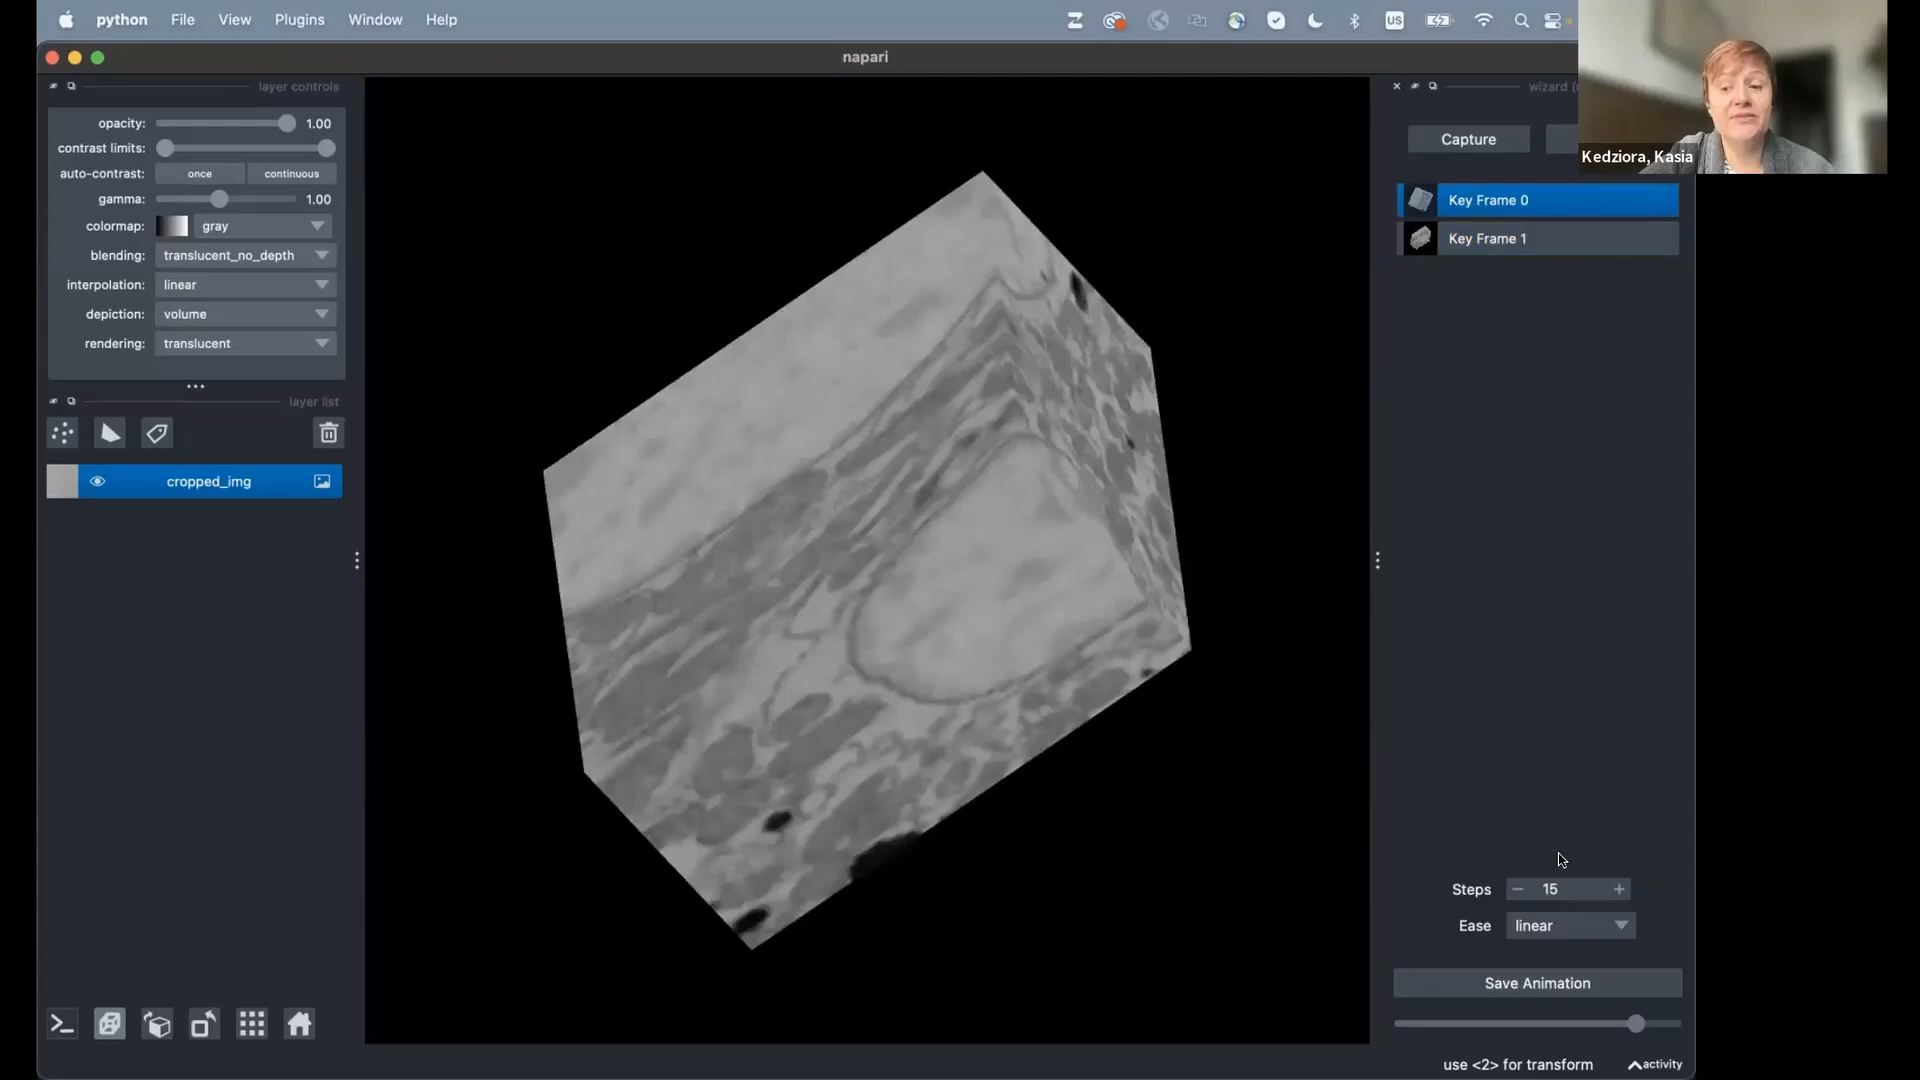 python File View Plugins Window Help
US
napari
layer controls
wizard (
opacity: 1.00
contrast limits:
auto-contrast: once continuous
gamma: 1.00
colormap: gray
blending: translucent_no_depth
interpolation: linear
depiction: volume
rendering: translucent
layer list
cropped_img
Capture
Kedziora, Kasia
Key Frame 0
Key Frame 1
Steps 15
Ease linear
Save Animation
use <2> for transform
activity